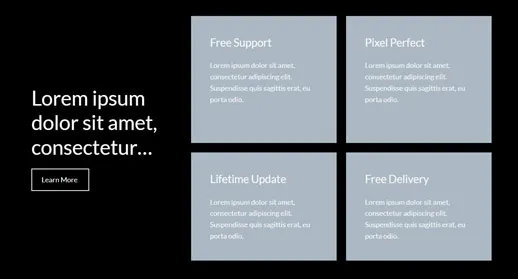 Lorem ipsum
dolor sit amet,
consectetur...
Learn More
Free Support
Lorem ipsum dolor sit amet,
consectetur adipiscing elit.
Suspendisse quis sagittis erat, eu
porta odio.
Pixel Perfect
Lorem ipsum dolor sit amet,
consectetur adipiscing elit.
Suspendisse quis sagittis erat, eu
porta odio.
Lifetime Update
Lorem ipsum dolor sit amet,
consectetur adipiscing elit.
Suspendisse quis sagittis erat, eu
porta odio.
Free Delivery
Lorem ipsum dolor sit amet,
consectetur adipiscing elit.
Suspendisse quis sagittis erat, eu
porta odio.